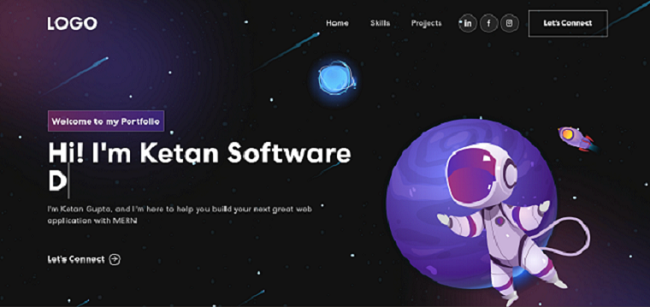 LOGO
Home Skills Projects in f Let's Connect
Welcome to my Portfolio
Hi! I'm Ketan Software
D
I'm Ketan Gupta, and I'm here to help you build your next great web
application with MERN!
Let's Connect